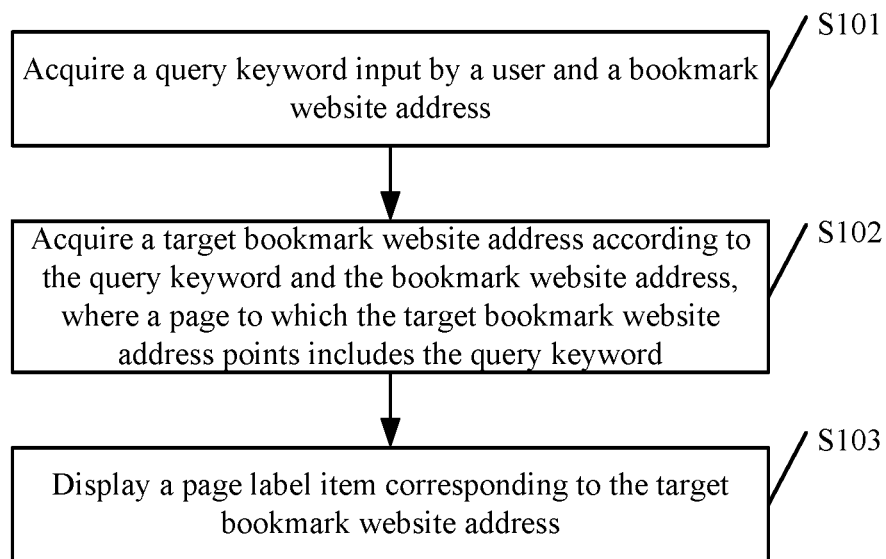 S101
Acquire a query keyword input by a user and a bookmark
website address
S102
Acquire a target bookmark website address according to
the query keyword and the bookmark website address,
where a page to which the target bookmark website
address points includes the query keyword
S103
Display a page label item corresponding to the target
bookmark website address